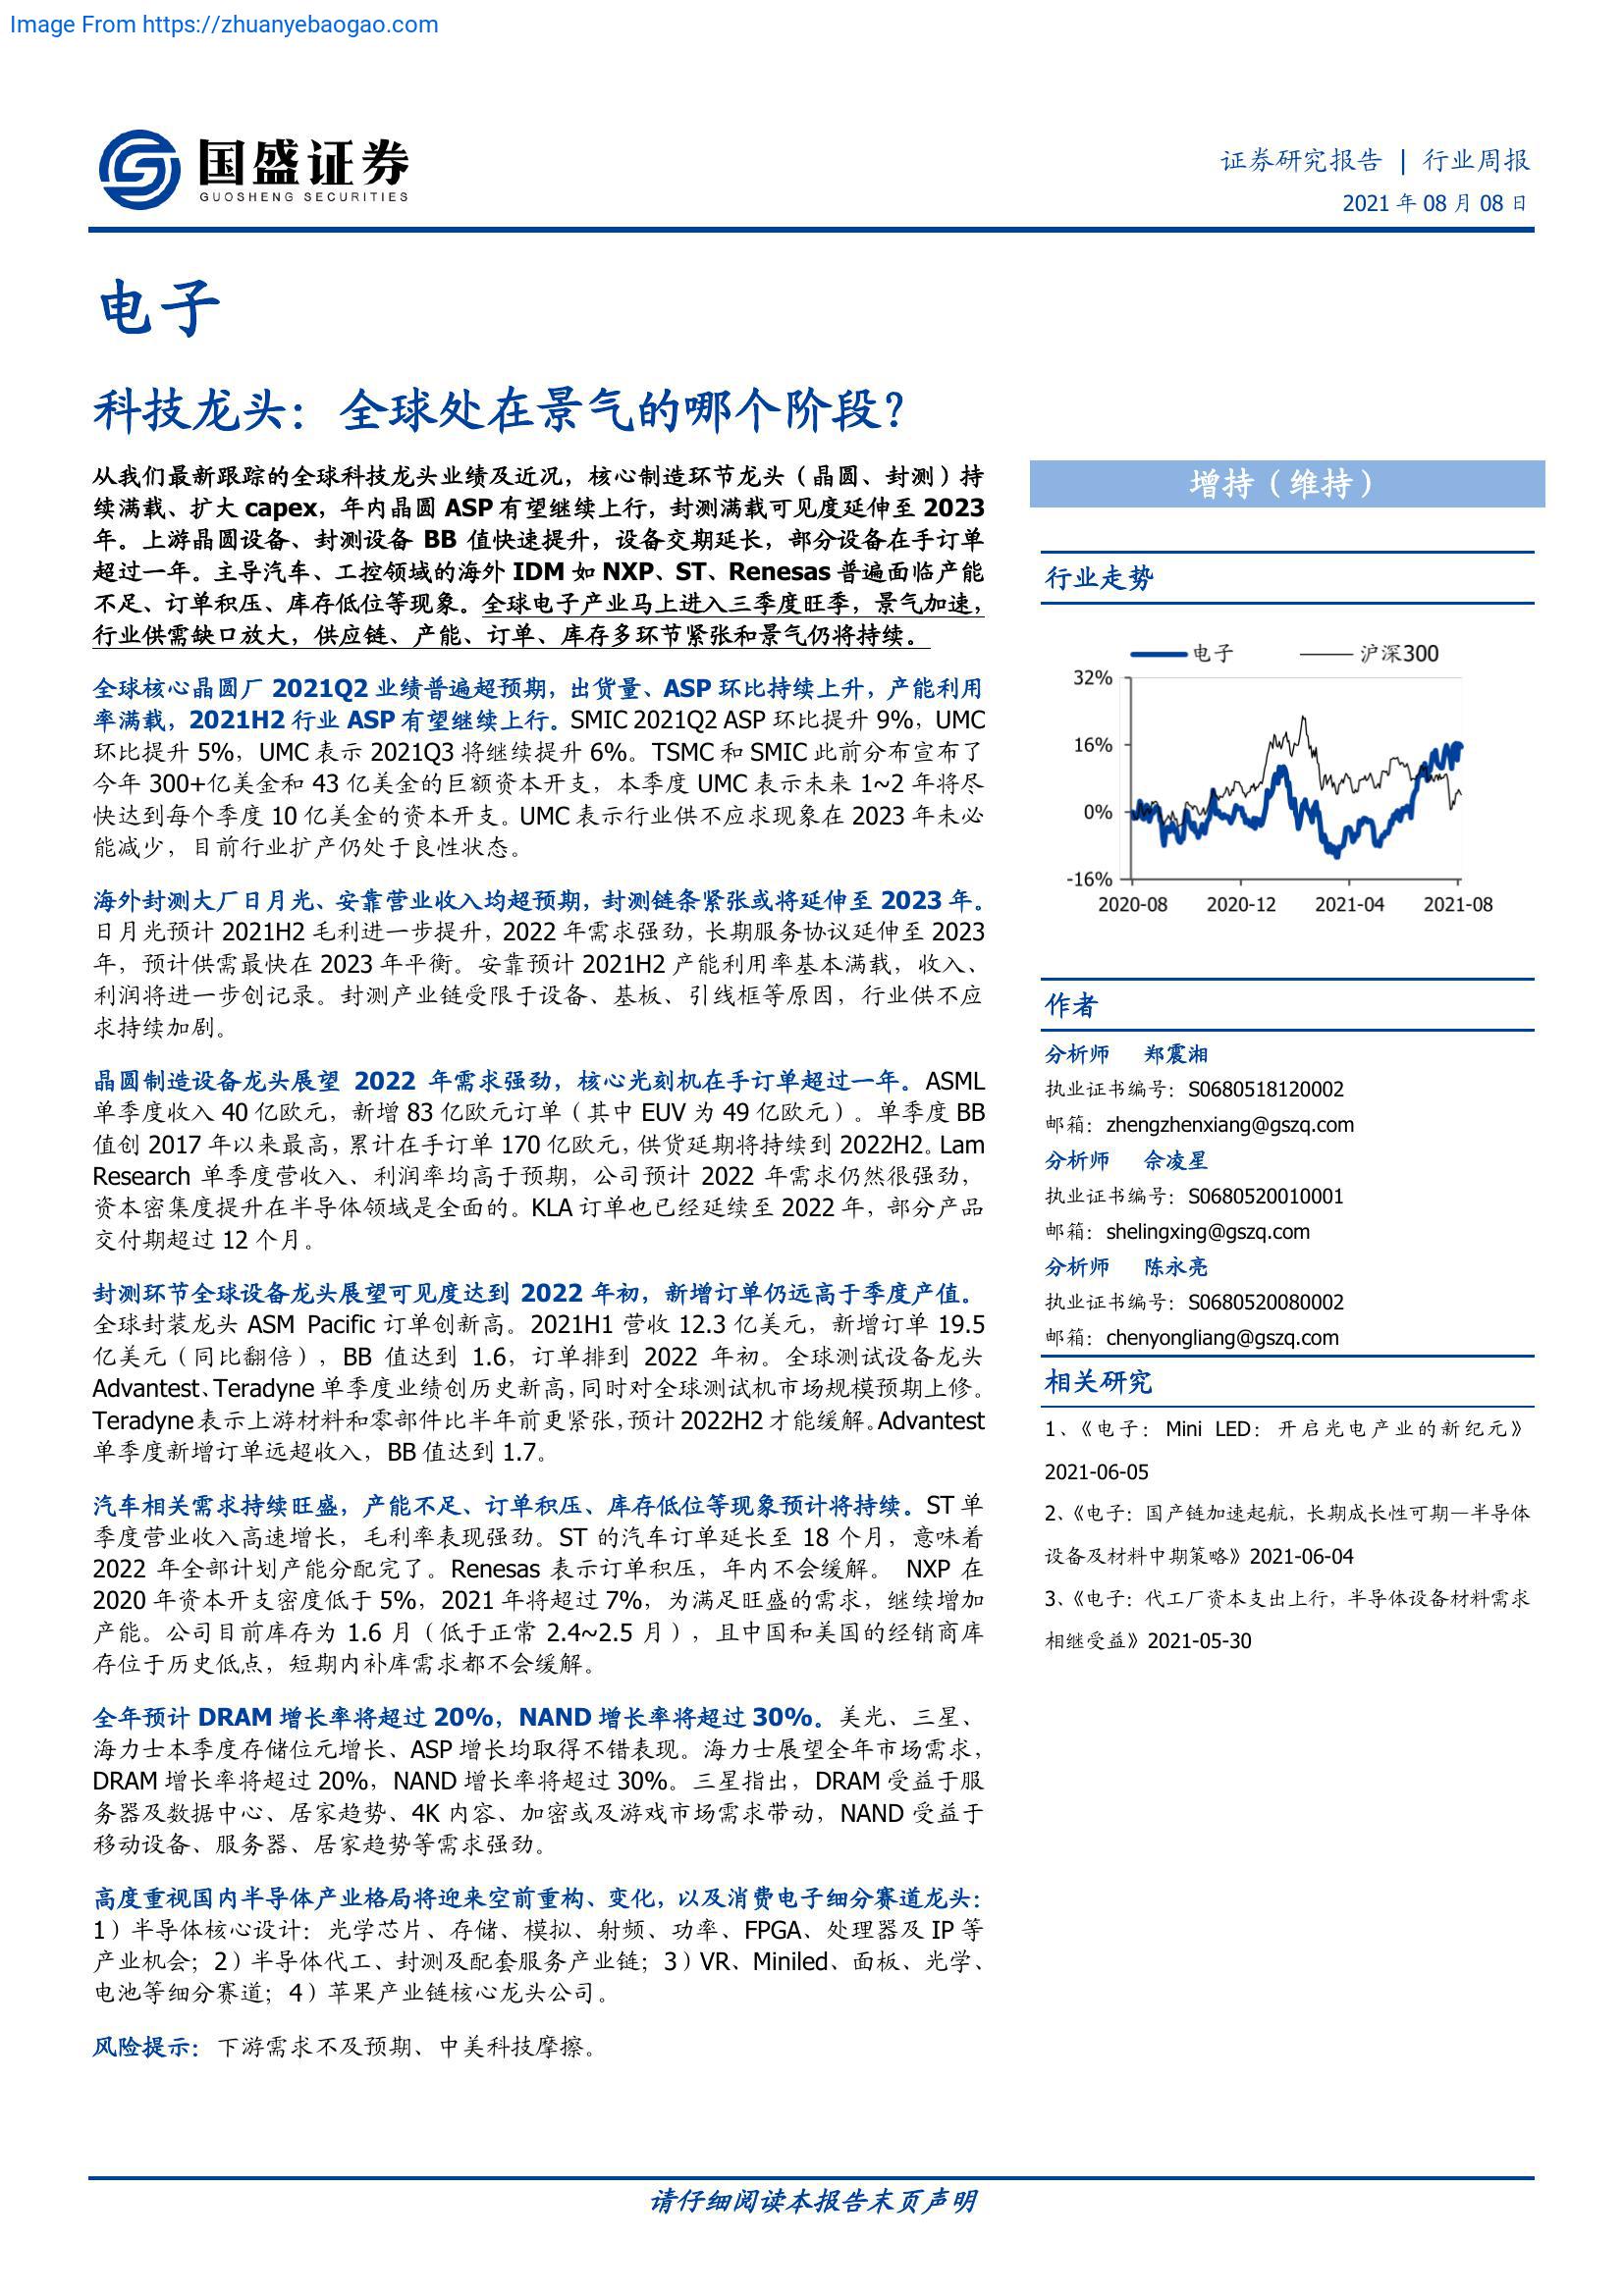 Image From https://zhuanyebaogao.com
国盛证券
GUOSHENG SECURITIES
证券研究报告 | 行业周报
2021 年 08 月 08 日
电子
科技龙头：全球处在景气的哪个阶段？
从我们最新跟踪的全球科技龙头业绩及近况，核心制造环节龙头（晶圆、封测）持
续满载、扩大 capex，年内晶圆 ASP 有望继续上行，封测满载可见度延伸至 2023
年。上游晶圆设备、封测设备 BB 值快速提升，设备交期延长，部分设备在手订单
超过一年。主导汽车、工控领域的海外 IDM 如 NXP、ST、Renesas 普遍面临产能
不足、订单积压、库存低位等现象。全球电子产业马上进入三季度旺季，景气加速，
行业供需缺口放大，供应链、产能、订单、库存多环节紧张和景气仍将持续。
全球核心晶圆厂 2021Q2 业绩普遍超预期，出货量、ASP 环比持续上升，产能利用
率满载，2021H2 行业 ASP 有望继续上行。SMIC 2021Q2 ASP 环比提升 9%，UMC
环比提升 5%，UMC 表示 2021Q3 将继续提升 6%。TSMC 和 SMIC 此前分布宣布了
今年 300+亿美金和 43 亿美金的巨额资本开支，本季度 UMC 表示未来 1~2 年将尽
快达到每个季度 10 亿美金的资本开支。UMC 表示行业供不应求现象在 2023 年未必
能减少，目前行业扩产仍处于良性状态。
海外封测大厂日月光、安靠营业收入均超预期，封测链条紧张或将延伸至 2023 年。
日月光预计 2021H2 毛利进一步提升，2022 年需求强劲，长期服务协议延伸至 2023
年，预计供需最快在 2023 年平衡。安靠预计 2021H2 产能利用率基本满载，收入、
利润将进一步创记录。封测产业链受限于设备、基板、引线框等原因，行业供不应
求持续加剧。
晶圆制造设备龙头展望 2022 年需求强劲，核心光刻机在手订单超过一年。ASML
单季度收入 40 亿欧元，新增 83 亿欧元订单（其中 EUV 为 49 亿欧元）。单季度 BB
值创 2017 年以来最高，累计在手订单 170 亿欧元，供货延期将持续到 2022H2。Lam
Research 单季度营收入、利润率均高于预期，公司预计 2022 年需求仍然很强劲，
资本密集度提升在半导体领域是全面的。KLA 订单也已经延续至 2022 年，部分产品
交付期超过 12 个月。
封测环节全球设备龙头展望可见度达到 2022 年初，新增订单仍远高于季度产值。
全球封装龙头 ASM Pacific 订单创新高。2021H1 营收 12.3 亿美元，新增订单 19.5
亿美元（同比翻倍），BB 值达到 1.6，订单排到 2022 年初。全球测试设备龙头
Advantest、Teradyne 单季度业绩创历史新高，同时对全球测试机市场规模预期上修。
Teradyne 表示上游材料和零部件比半年前更紧张，预计 2022H2 才能缓解。Advantest
单季度新增订单远超收入，BB 值达到 1.7。
汽车相关需求持续旺盛，产能不足、订单积压、库存低位等现象预计将持续。ST 单
季度营业收入高速增长，毛利率表现强劲。ST 的汽车订单延长至 18 个月，意味着
2022 年全部计划产能分配完了。Renesas 表示订单积压，年内不会缓解。 NXP 在
2020 年资本开支密度低于 5%，2021 年将超过 7%，为满足旺盛的需求，继续增加
产能。公司目前库存为 1.6 月（低于正常 2.4~2.5 月），且中国和美国的经销商库
存位于历史低点，短期内补库需求都不会缓解。
全年预计 DRAM 增长率将超过 20%，NAND 增长率将超过 30%。美光、三星、
海力士本季度存储位元增长、ASP 增长均取得不错表现。海力士展望全年市场需求，
DRAM 增长率将超过 20%，NAND 增长率将超过 30%。三星指出，DRAM 受益于服
务器及数据中心、居家趋势、4K 内容、加密或及游戏市场需求带动，NAND 受益于
移动设备、服务器、居家趋势等需求强劲。
高度重视国内半导体产业格局将迎来空前重构、变化，以及消费电子细分赛道龙头：
1）半导体核心设计：光学芯片、存储、模拟、射频、功率、FPGA、处理器及 IP 等
产业机会；2）半导体代工、封测及配套服务产业链；3）VR、Miniled、面板、光学、
电池等细分赛道；4）苹果产业链核心龙头公司。
风险提示：下游需求不及预期、中美科技摩擦。
增持（维持）
行业走势
电子 沪深300
32%
16%
0%
-16%
2020-08 2020-12 2021-04 2021-08
作者
分析师 郑震湘
执业证书编号：S0680518120002
邮箱：zhengzhenxiang@gszq.com
分析师 佘凌星
执业证书编号：S0680520010001
邮箱：shelingxing@gszq.com
分析师 陈永亮
执业证书编号：S0680520080002
邮箱：chenyongliang@gszq.com
相关研究
1、《电子：Mini LED：开启光电产业的新纪元》
2021-06-05
2、《电子：国产链加速起航，长期成长性可期—半导体
设备及材料中期策略》2021-06-04
3、《电子：代工厂资本支出上行，半导体设备材料需求
相继受益》2021-05-30
请仔细阅读本报告末页声明